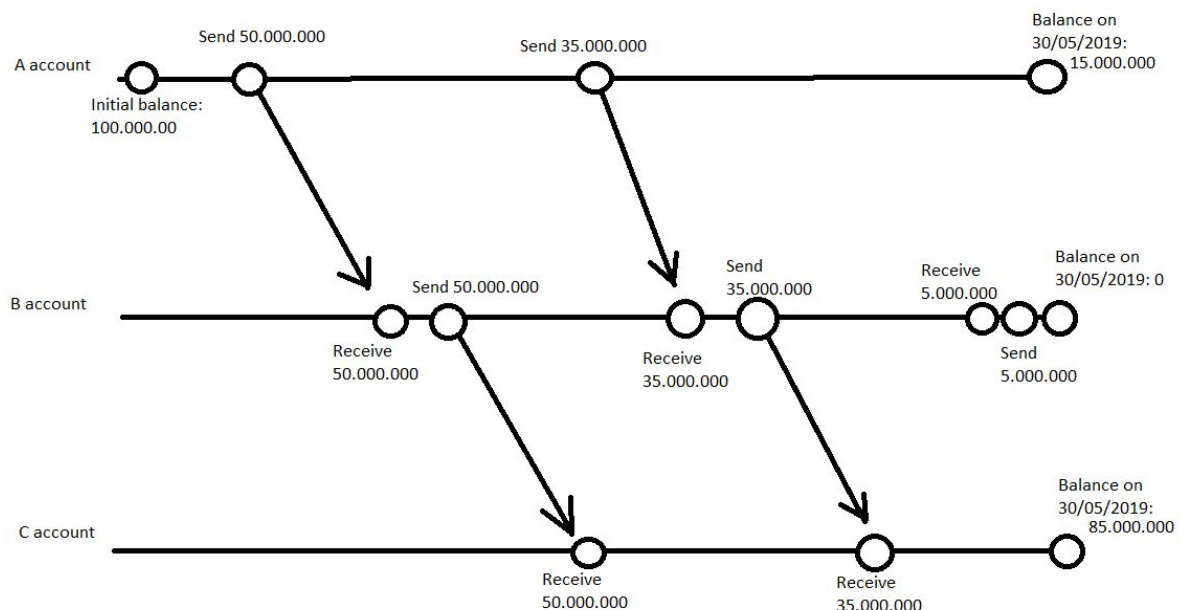 Balance on
30/05/2019:
15.000.000
Send 50.000.000
Send 35.000.000
A account
Initial balance:
100.000.00
Balance on
30/05/2019: 0
Send
35.000.000
Receive
5.000.000
Send 50.000.000
B account
Receive
50.000.000
Receive
35.000.000
Send
5.000.000
Balance on
30/05/2019:
85.000.000
C account
Receive
50.000.000
Receive
35.000.000